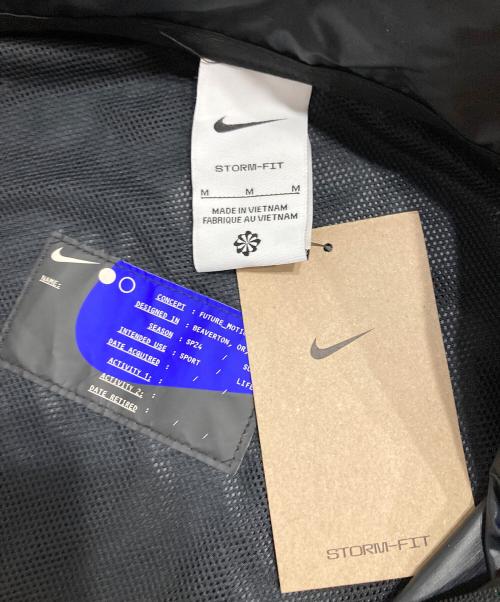 STORM-FIT
M M M
MADE IN VIETNAM
FABRIQUE AU VIETNAM
NAME:
CONCEPT : FUTURE
DESIGNED IN : BEAVERTON, OR,
SEASON : SP24
INTENDED USE : SPORT /
DATE ACQUIRED : / /
ACTIVITY 1: /
ACTIVITY 2: :
DATE RETIRED : / /
STORM-FIT